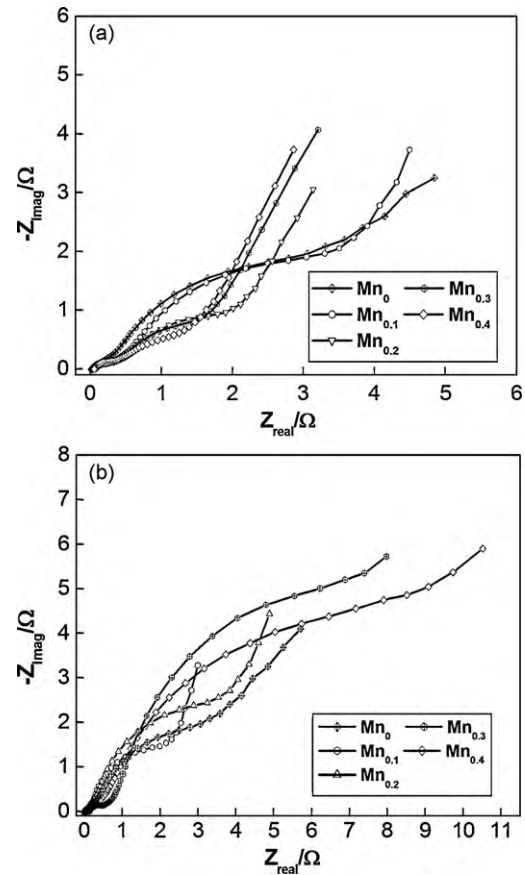 (a)
6
5
4
3
2
1
0
-Z_Imag/Ω
Mn_0 Mn_0.3
Mn_0.1 Mn_0.4
Mn_0.2
0 1 2 3 4 5 6
Z_real/Ω
(b)
8
7
6
5
4
3
2
1
0
-Z_Imag/Ω
Mn_0 Mn_0.3
Mn_0.1 Mn_0.4
Mn_0.2
0 1 2 3 4 5 6 7 8 9 10 11
Z_real/Ω